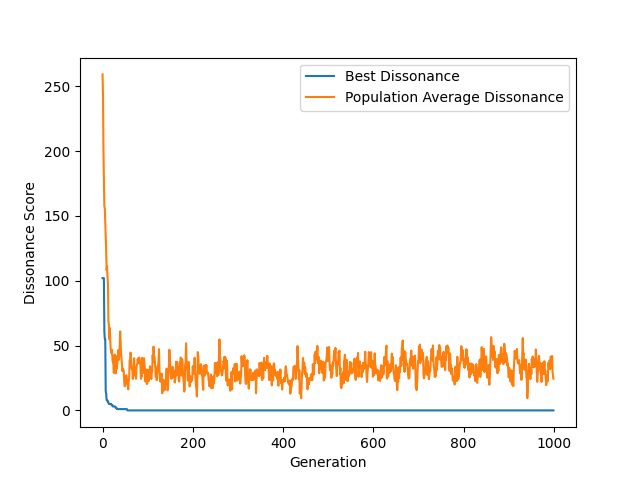 Best Dissonance
Population Average Dissonance
Dissonance Score
250
200
150
100
50
0
0 200 400 600 800 1000
Generation